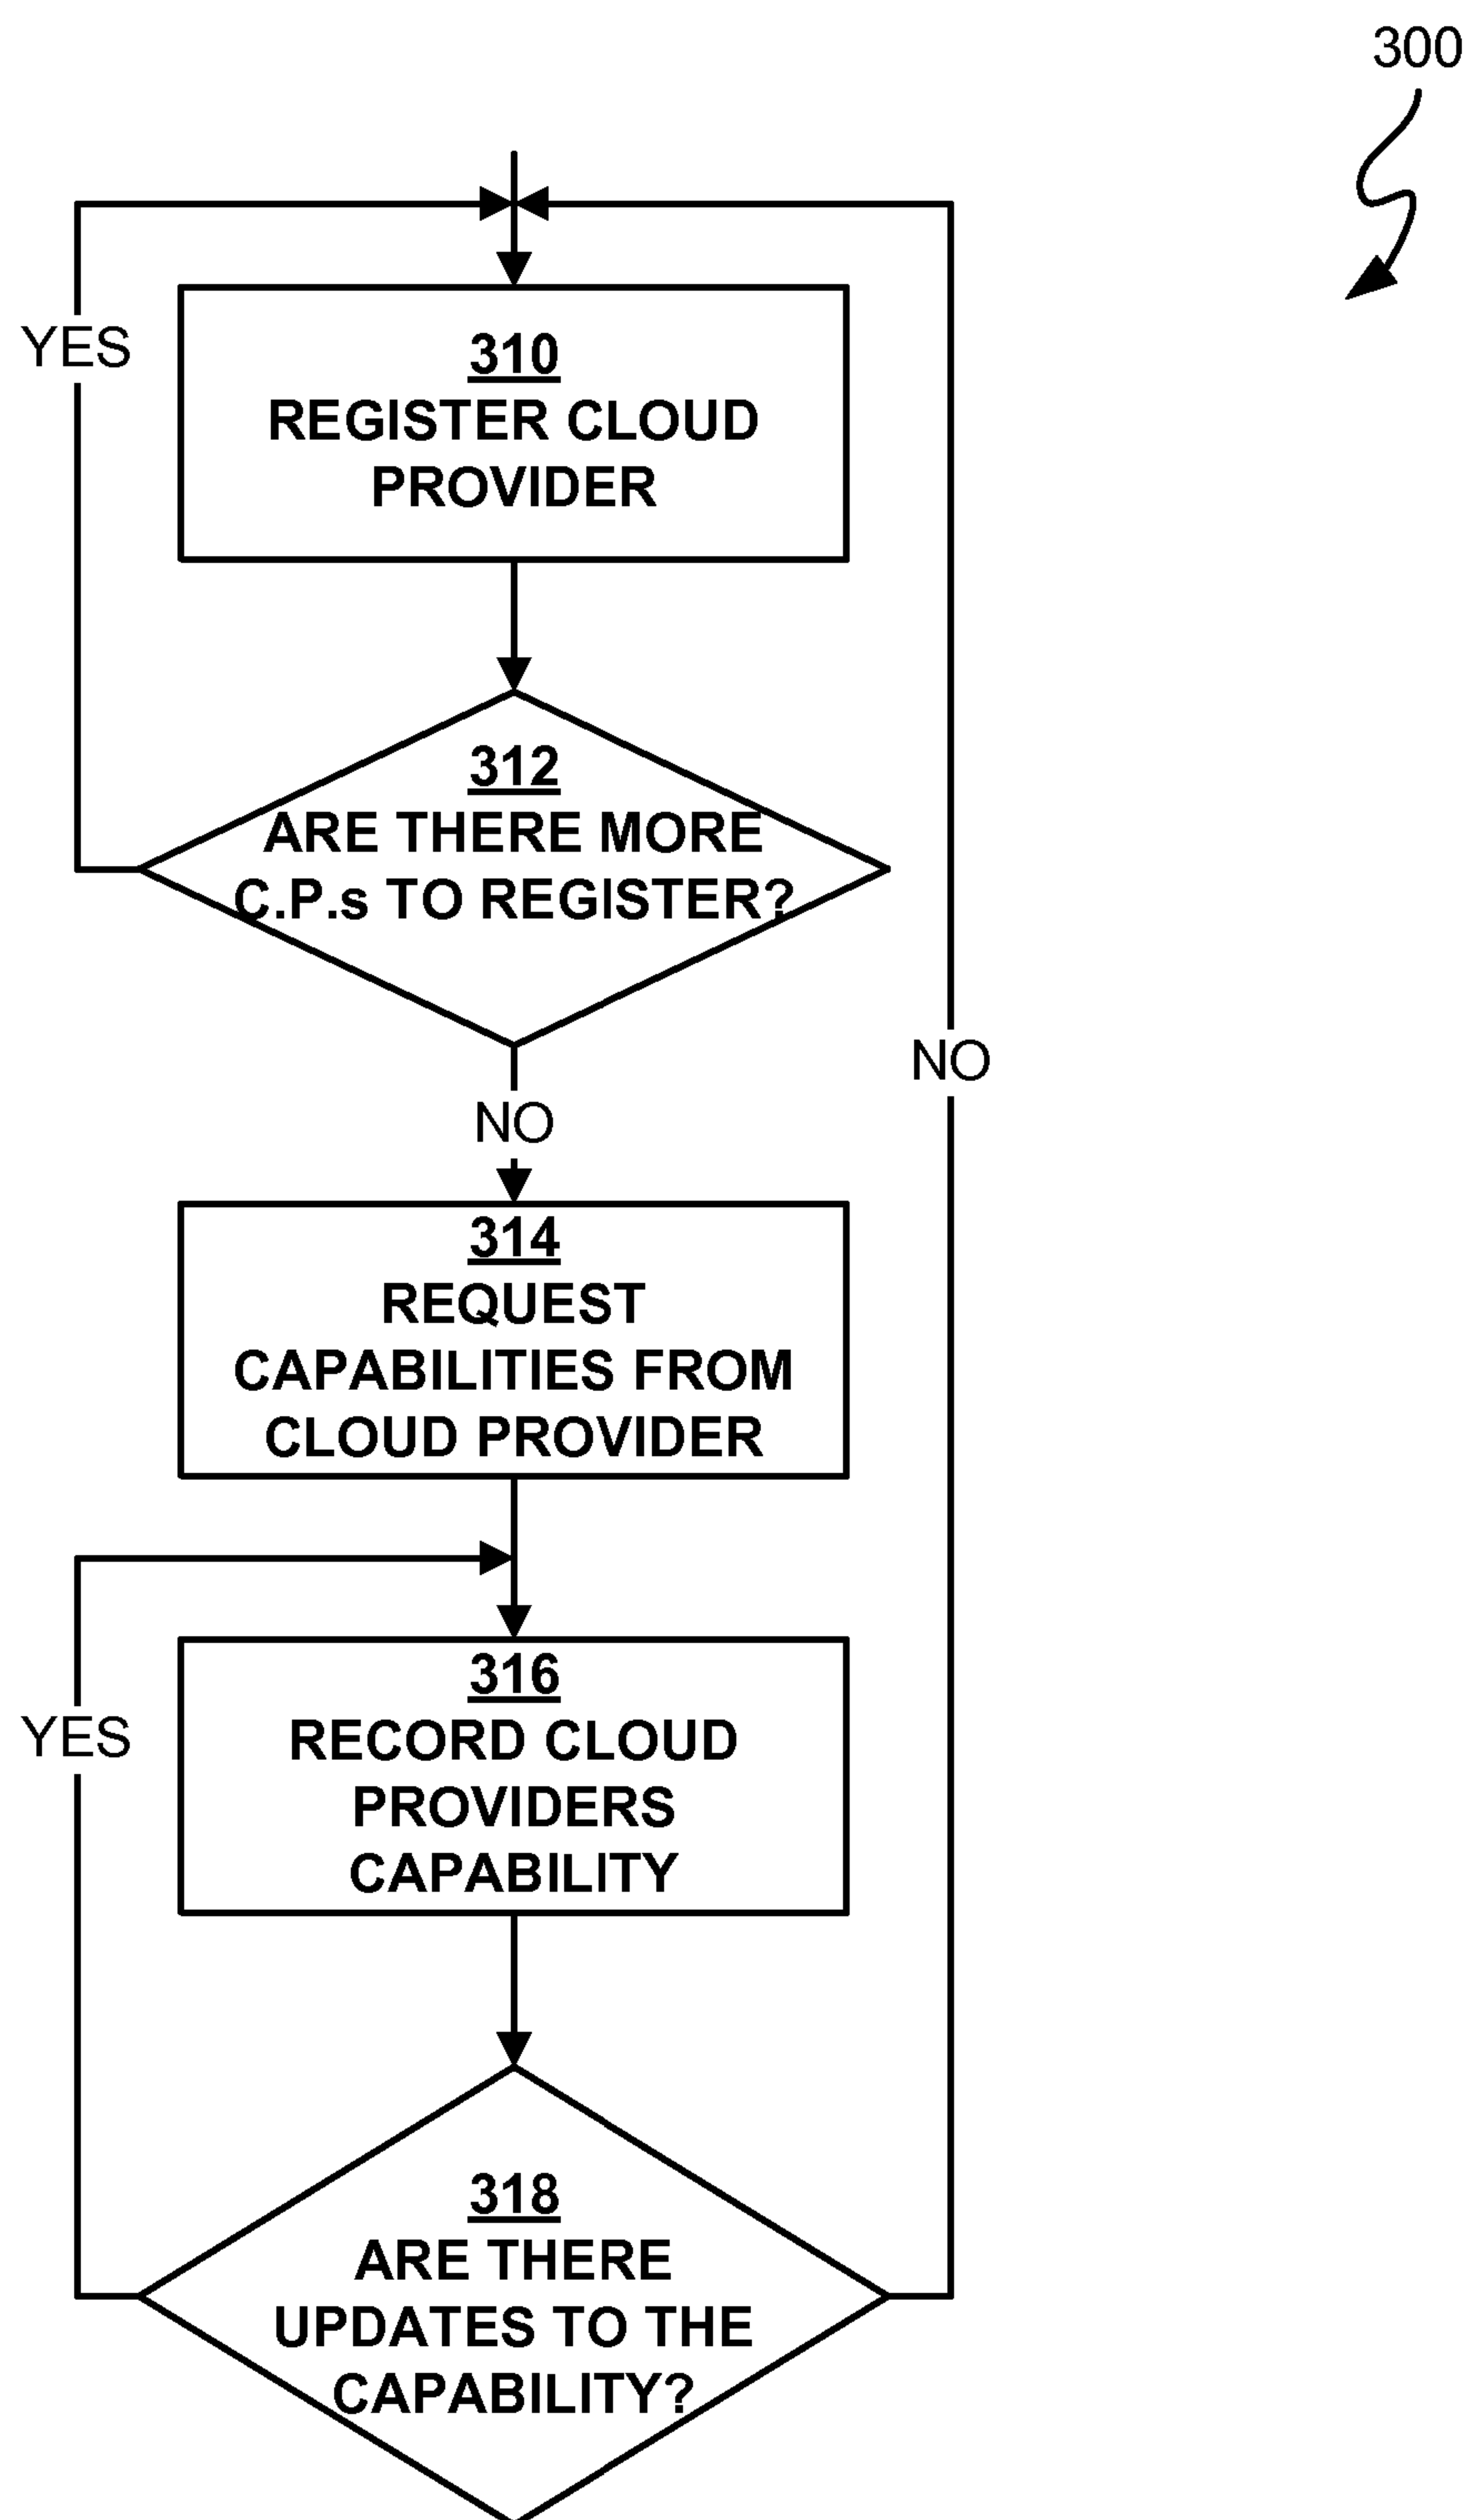 300
YES
310
REGISTER CLOUD
PROVIDER
312
ARE THERE MORE
C.P.s TO REGISTER?
NO
NO
314
REQUEST
CAPABILITIES FROM
CLOUD PROVIDER
YES
316
RECORD CLOUD
PROVIDERS
CAPABILITY
318
ARE THERE
UPDATES TO THE
CAPABILITY?